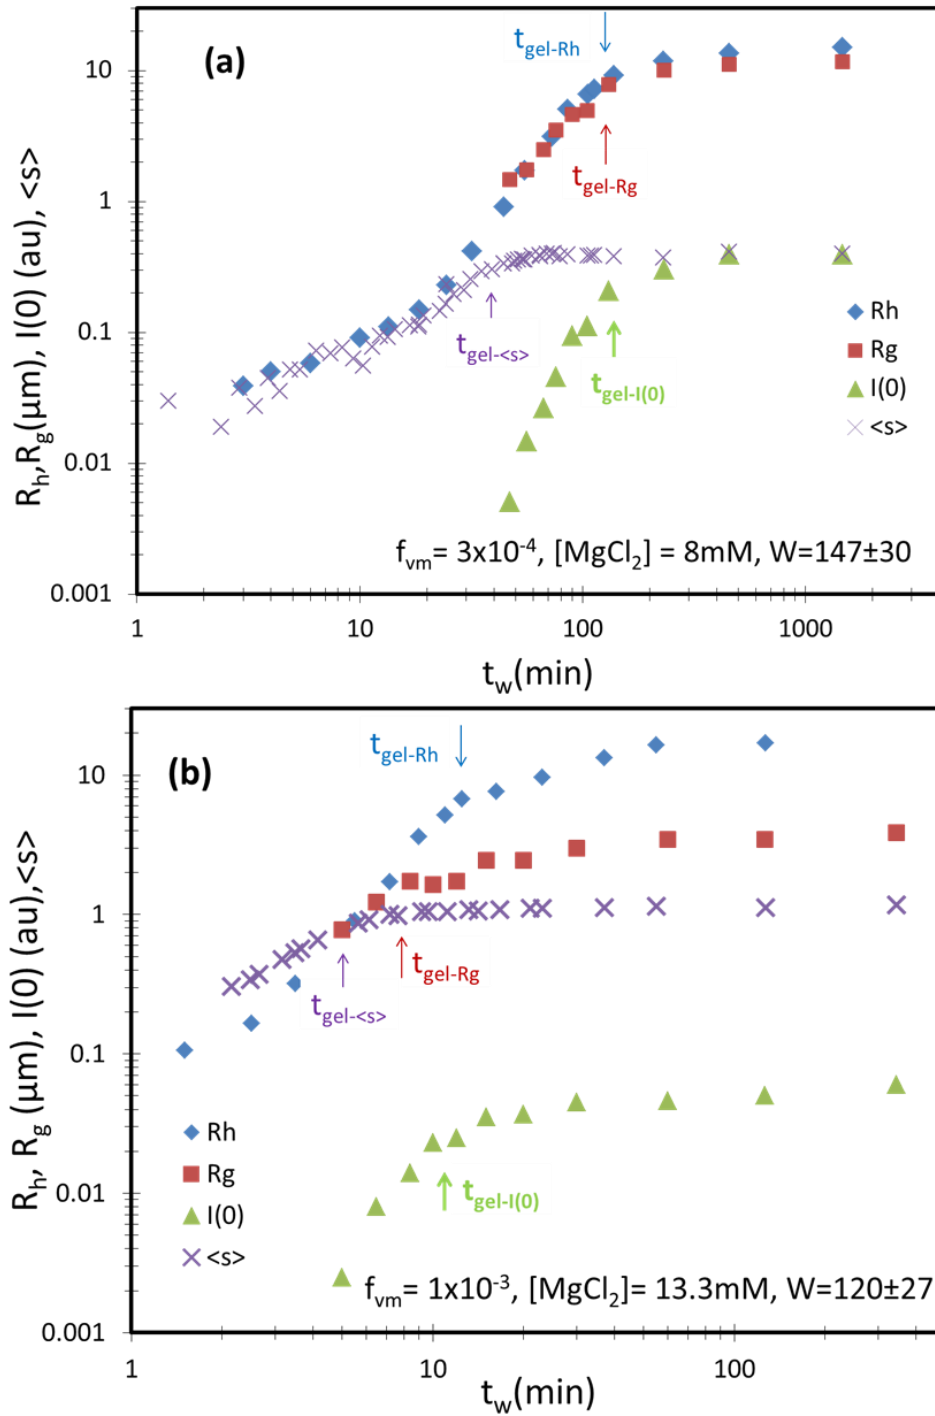 (a)
t_gel-Rh
10
t_gel-Rg
1
R_h,R_g(μm), I(0) (au), <s>
0.1
t_gel-<s>
t_gel-I(0)
Rh
Rg
I(0)
<s>
0.01
f_vm= 3x10^-4, [MgCl_2] = 8mM, W=147±30
0.001
1 10 100 1000
t_w(min)
(b)
t_gel-Rh
10
1
t_gel-Rg
t_gel-<s>
R_h, R_g (μm), I(0) (au),<s>
0.1
Rh
Rg
I(0)
<s>
0.01
t_gel-I(0)
f_vm= 1x10^-3, [MgCl_2]= 13.3mM, W=120±27
0.001
1 10 100
t_w(min)